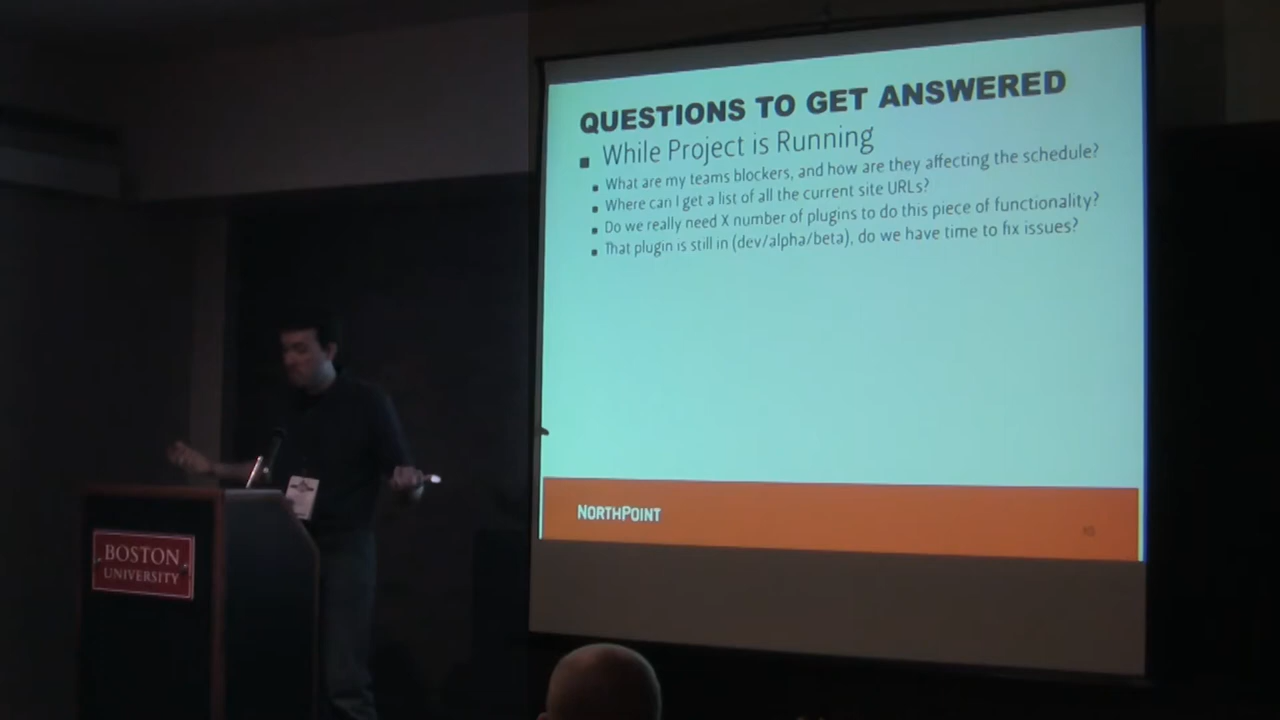 QUESTIONS TO GET ANSWERED
While Project is Running
What are my teams blockers, and how are they affecting the schedule?
Where can I get a list of all the current site URLs?
Do we really need X number of plugins to do this piece of functionality?
That plugin is still in (dev/alpha/beta), do we have time to fix issues?
NORTHPOINT
BOSTON
UNIVERSITY